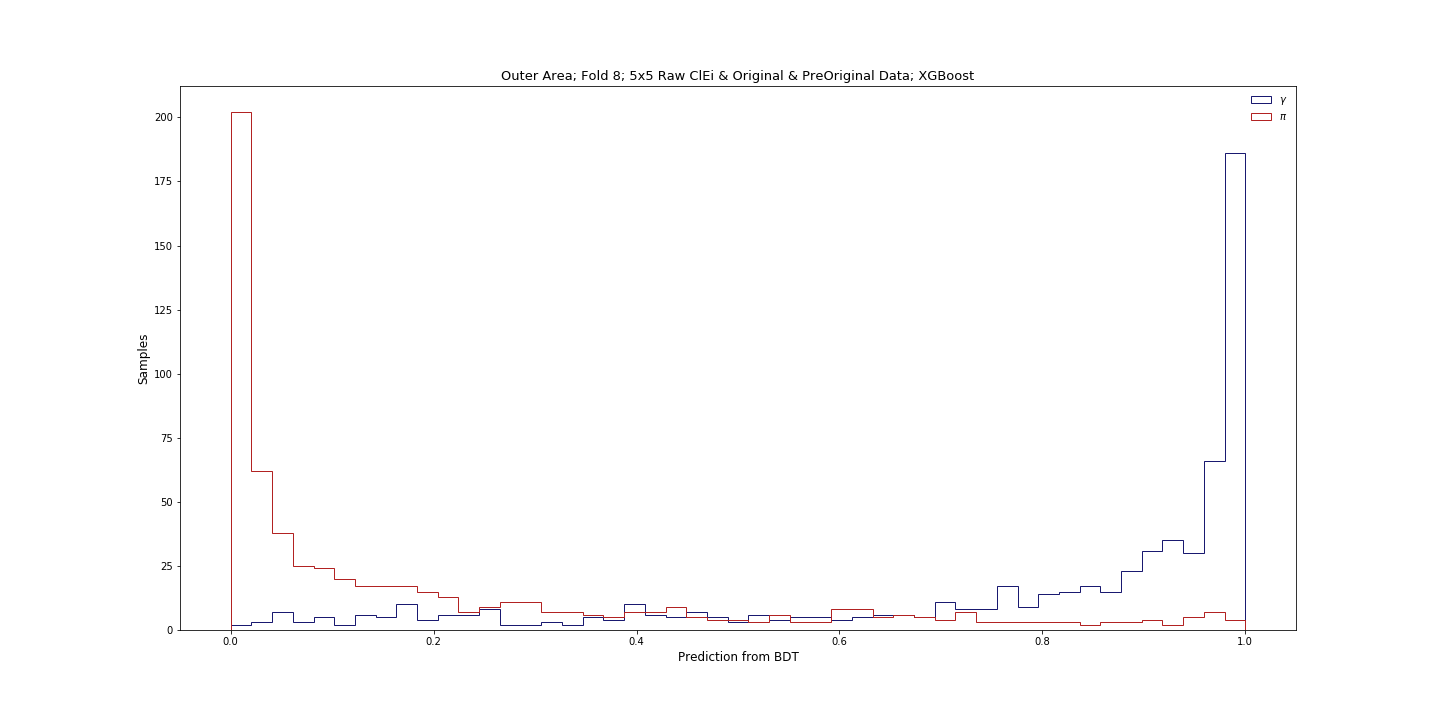 Outer Area; Fold 8; 5x5 Raw ClEi & Original & PreOriginal Data; XGBoost
γ
π
200
175
150
125
100
75
50
25
0
Samples
0.0 0.2 0.4 0.6 0.8 1.0
Prediction from BDT